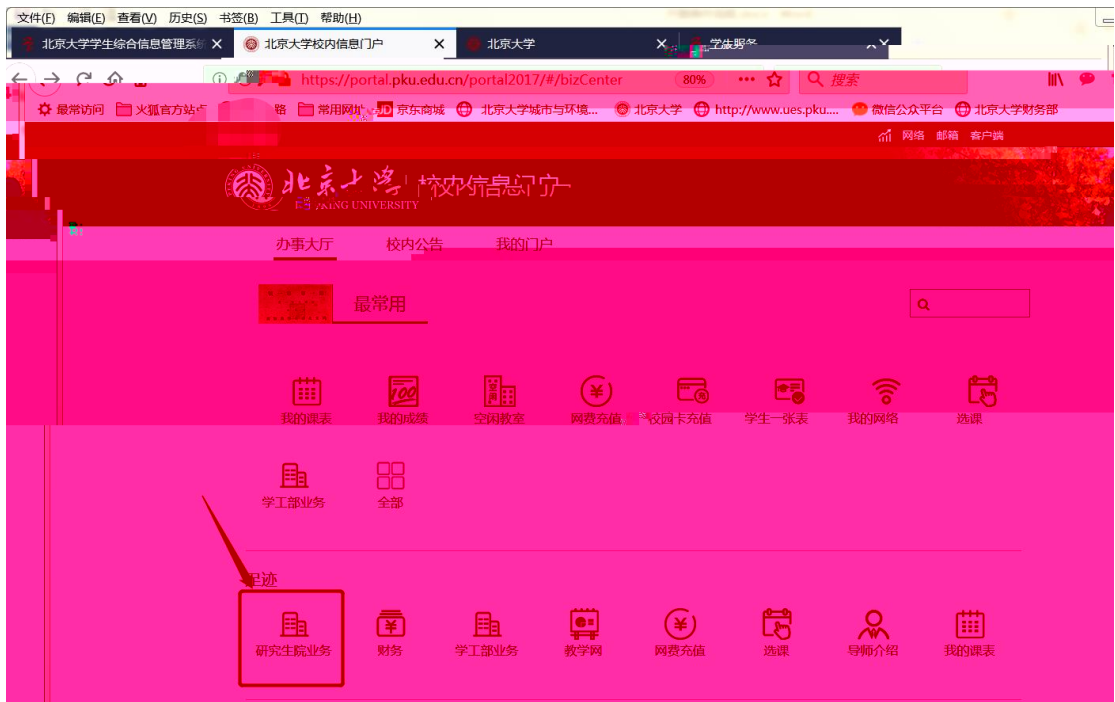 文件(F) 编辑(E) 查看(V) 历史(S) 书签(B) 工具(T) 帮助(H)
北京大学学生综合信息管理系统 北京大学校内信息门户 北京大学
https://portal.pku.edu.cn/portal2017/#/bizCenter 80% 搜索
最常访问 火狐官方站点 常用网址 JD 京东商城 北京大学城市与环境... 北京大学 http://www.ues.pku.... 微信公众平台 北京大学财务部
网络 邮箱 客户端
北京大学 校内信息门户
UNIVERSITY
办事大厅 校内公告 我的门户
最常用
100
我的课表 我的成绩 空闲教室 网费充值 校园卡充值 学生一张表 我的网络 选课
学工部业务 全部
足迹
研究生院业务 财务 学工部业务 教学网 网费充值 选课 导师介绍 我的课表